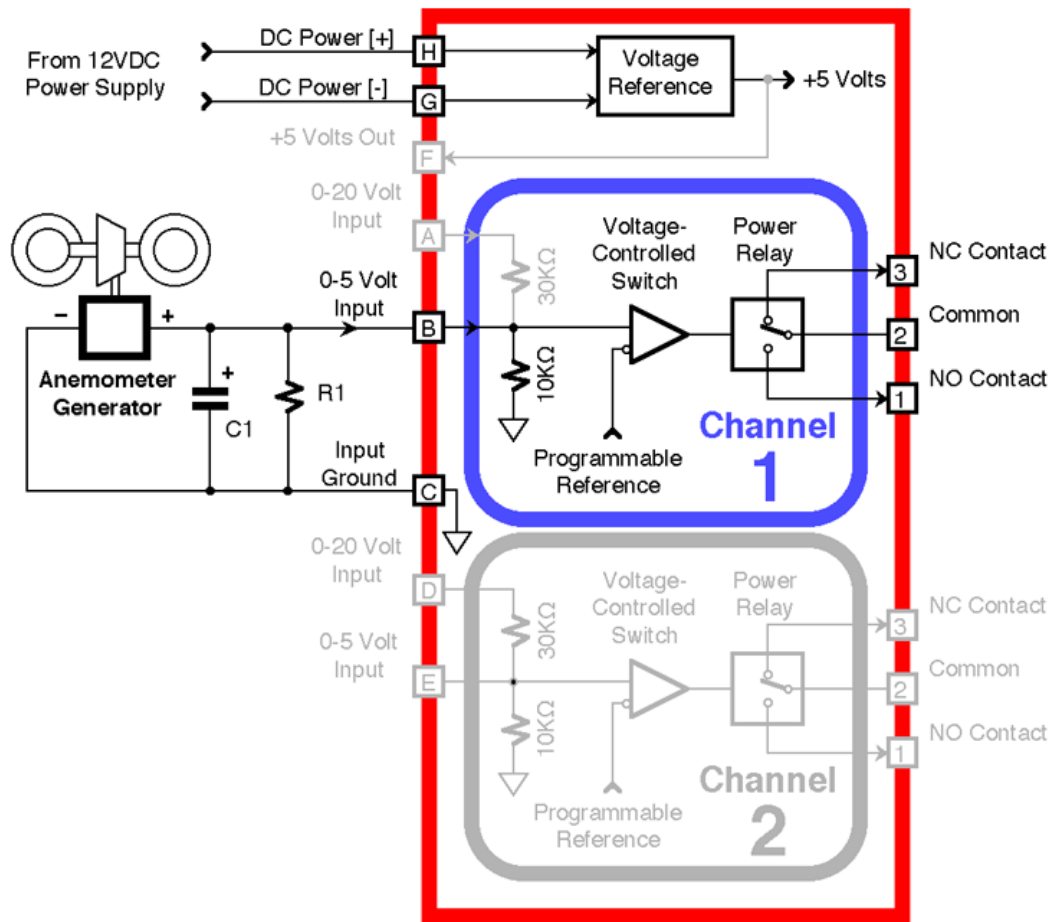 From 12VDC
Power Supply
DC Power [+]
H
DC Power [-]
G
Voltage
Reference
+5 Volts
+5 Volts Out
F
0-20 Volt
Input
A
30KΩ
0-5 Volt
Input
B
10KΩ
Voltage-
Controlled
Switch
Power
Relay
3
NC Contact
2
Common
1
NO Contact
Programmable
Reference
Channel
1
−
+
Anemometer
Generator
+
C1
R1
Input
Ground
C
0-20 Volt
Input
D
30KΩ
0-5 Volt
Input
E
10KΩ
Voltage-
Controlled
Switch
Power
Relay
3
NC Contact
2
Common
1
NO Contact
Programmable
Reference
Channel
2